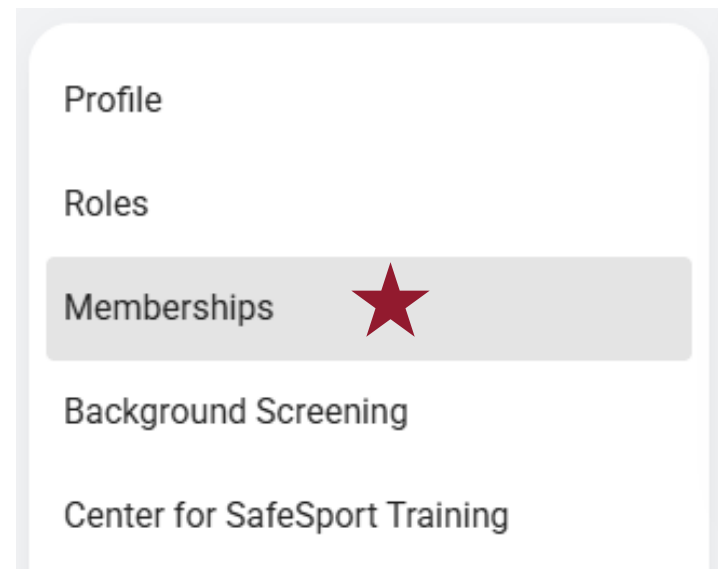 Profile
Roles
Memberships
Background Screening
Center for SafeSport Training